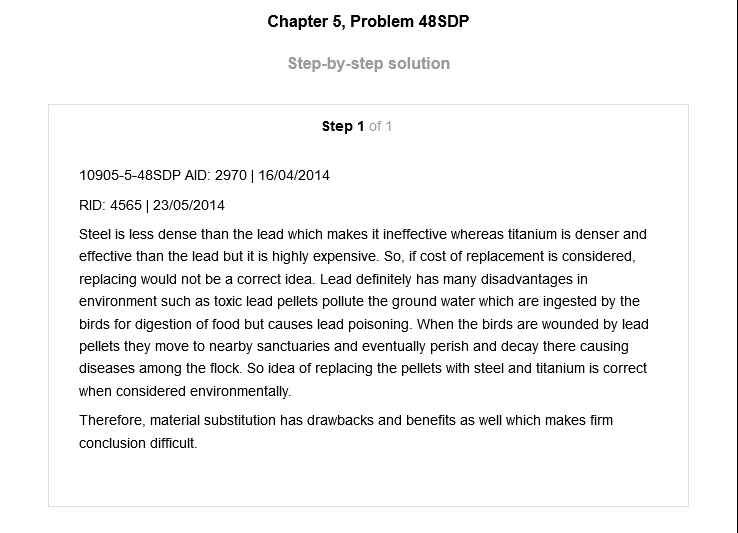 Chapter 5, Problem 48SDP
Step-by-step solution
Step 1 of 1
10905-5-48SDP AID: 2970 | 16/04/2014
RID: 4565 | 23/05/2014
Steel is less dense than the lead which makes it ineffective whereas titanium is denser and
effective than the lead but it is highly expensive. So, if cost of replacement is considered,
replacing would not be a correct idea. Lead definitely has many disadvantages in
environment such as toxic lead pellets pollute the ground water which are ingested by the
birds for digestion of food but causes lead poisoning. When the birds are wounded by lead
pellets they move to nearby sanctuaries and eventually perish and decay there causing
diseases among the flock. So idea of replacing the pellets with steel and titanium is correct
when considered environmentally.
Therefore, material substitution has drawbacks and benefits as well which makes firm
conclusion difficult.